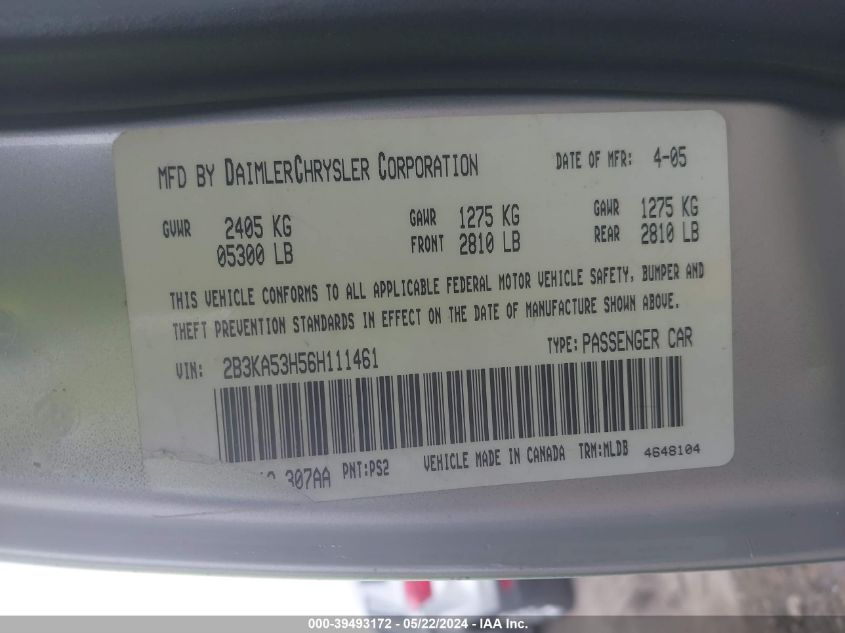 MFD BY DAIMLERCHRYSLER CORPORATION DATE OF MFR: 4-05
GVWR 2405 KG GAWR 1275 KG GAWR 1275 KG
05300 LB FRONT 2810 LB REAR 2810 LB
THIS VEHICLE CONFORMS TO ALL APPLICABLE FEDERAL MOTOR VEHICLE SAFETY, BUMPER AND
THEFT PREVENTION STANDARDS IN EFFECT ON THE DATE OF MANUFACTURE SHOWN ABOVE.
VIN: 2B3KA53H56H111461 TYPE: PASSENGER CAR
307AA PNT:PS2 VEHICLE MADE IN CANADA TRM:MLDB 4648104
000-39493172 - 05/22/2024 - IAA Inc.